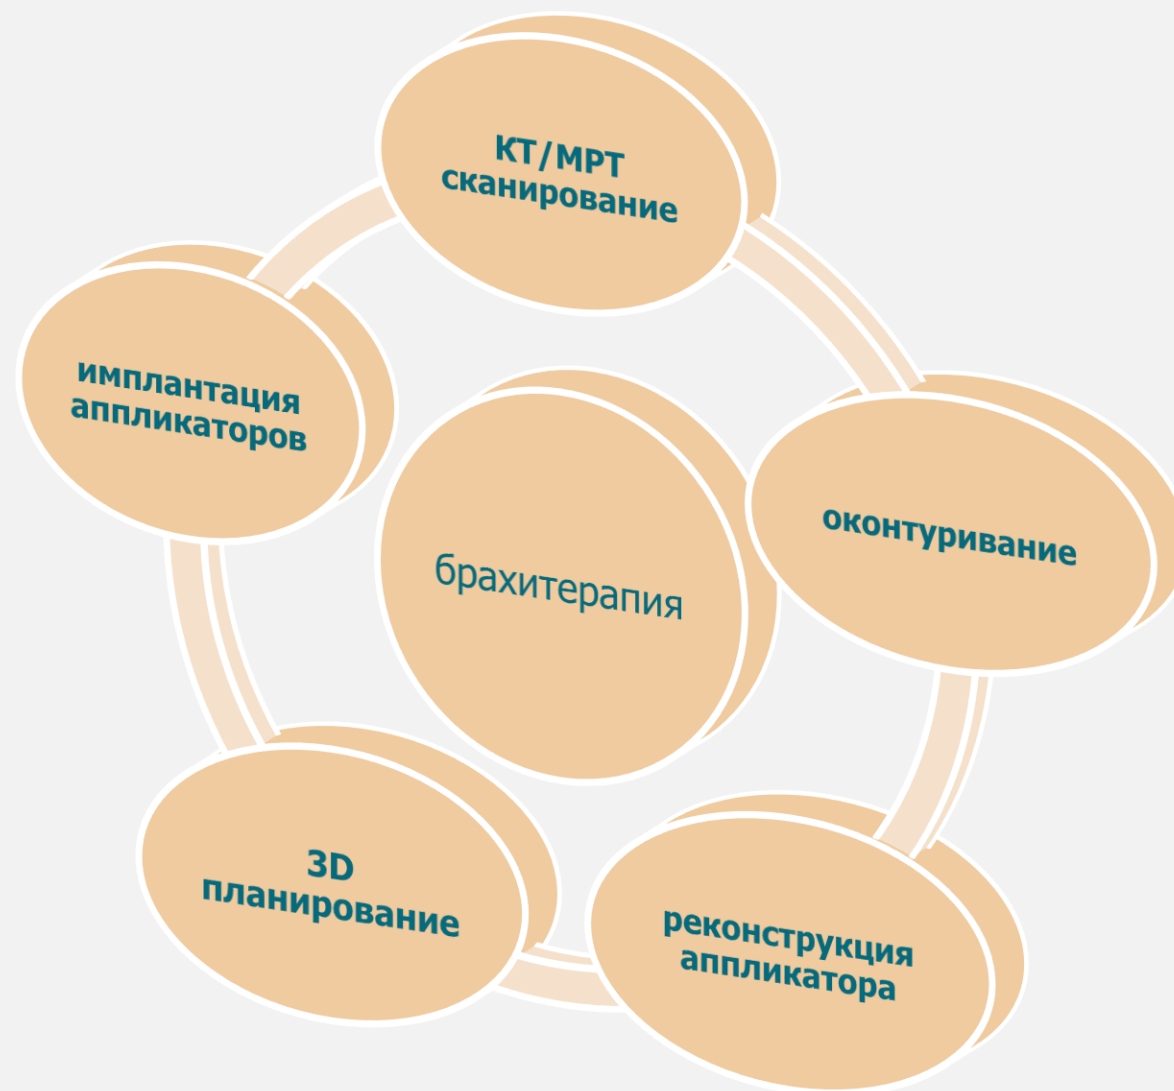 КТ/МРТ
сканирование
имплантация
аппликаторов
оконтуривание
брахитерапия
3D
планирование
реконструкция
аппликатора